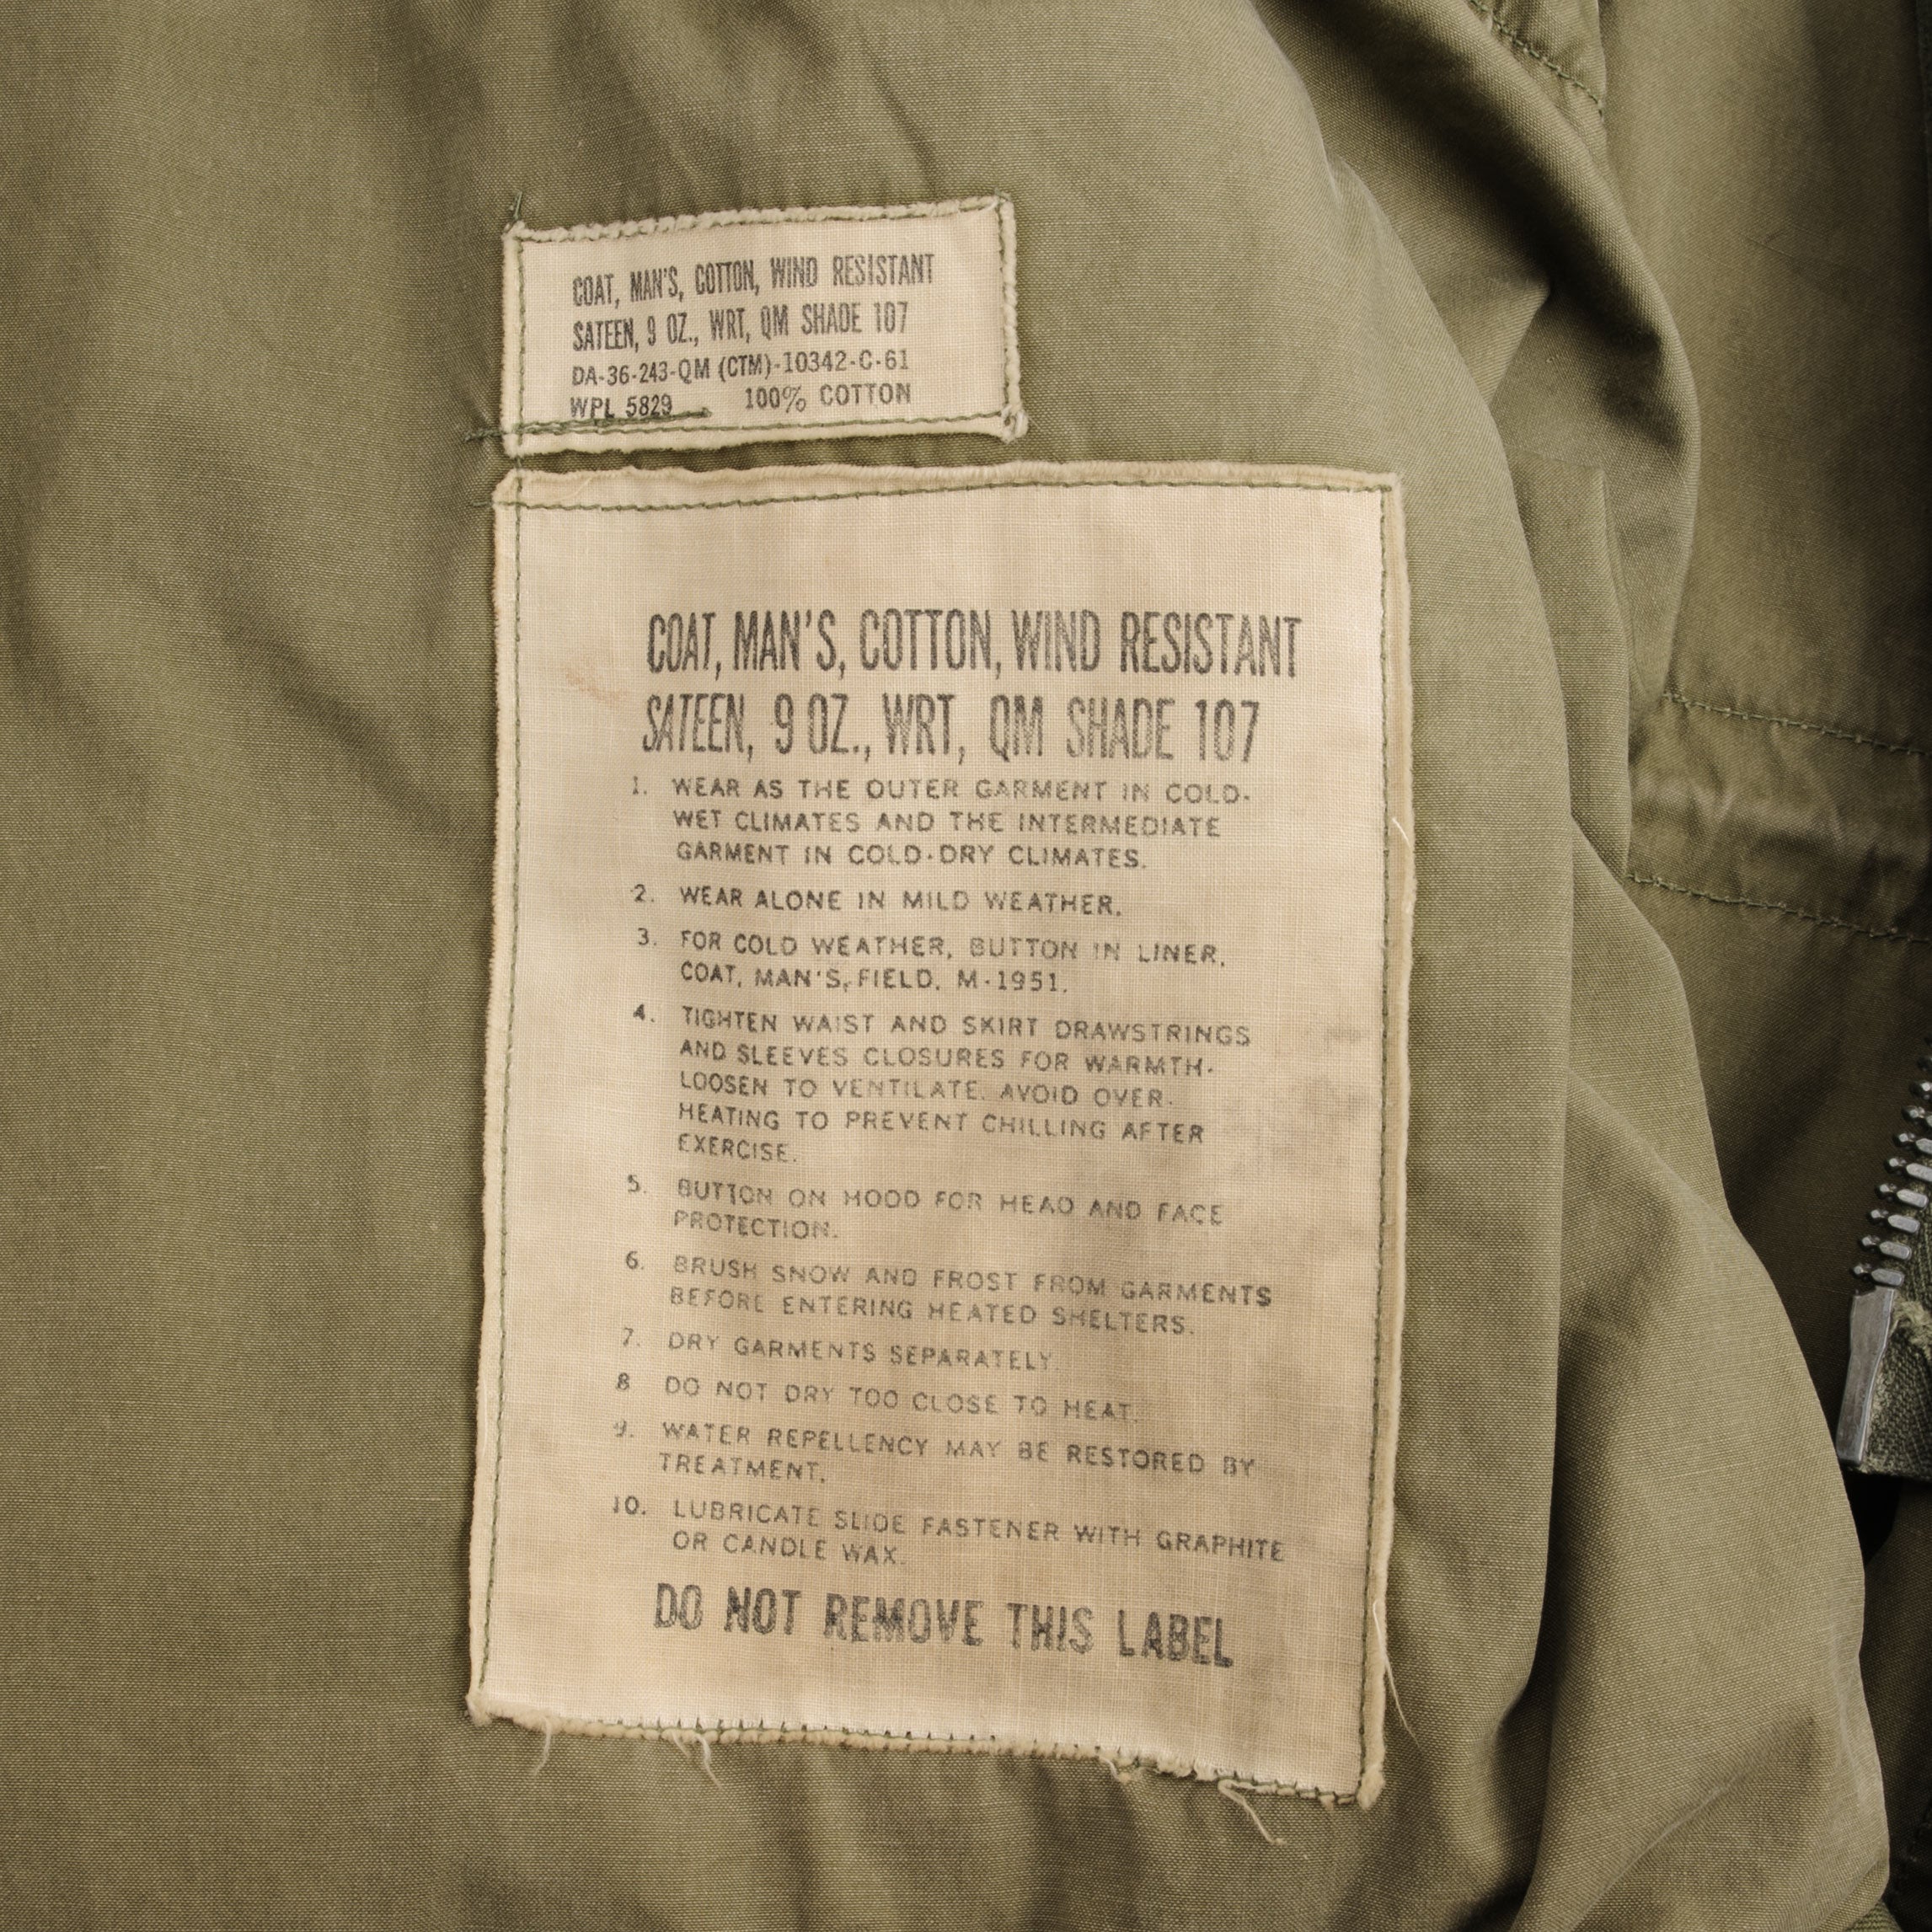 COAT, MAN'S, COTTON, WIND RESISTANT
SATEEN, 9 OZ., WRT, QM SHADE 107
DA-36-243-QM (CTM)-10342-C-61
WPL 5829 100% COTTON
COAT, MAN'S, COTTON, WIND RESISTANT
SATEEN, 9 OZ., WRT, QM SHADE 107
1. WEAR AS THE OUTER GARMENT IN COLD-
WET CLIMATES AND THE INTERMEDIATE
GARMENT IN COLD-DRY CLIMATES.
2. WEAR ALONE IN MILD WEATHER.
3. FOR COLD WEATHER, BUTTON IN LINER,
COAT, MAN'S, FIELD, M-1951.
4. TIGHTEN WAIST AND SKIRT DRAWSTRINGS
AND SLEEVES CLOSURES FOR WARMTH-
LOOSEN TO VENTILATE. AVOID OVER-
HEATING TO PREVENT CHILLING AFTER
EXERCISE.
5. BUTTON ON HOOD FOR HEAD AND FACE
PROTECTION.
6. BRUSH SNOW AND FROST FROM GARMENTS
BEFORE ENTERING HEATED SHELTERS.
7. DRY GARMENTS SEPARATELY.
8 DO NOT DRY TOO CLOSE TO HEAT.
9. WATER REPELLENCY MAY BE RESTORED BY
TREATMENT.
10. LUBRICATE SLIDE FASTENER WITH GRAPHITE
OR CANDLE WAX.
DO NOT REMOVE THIS LABEL